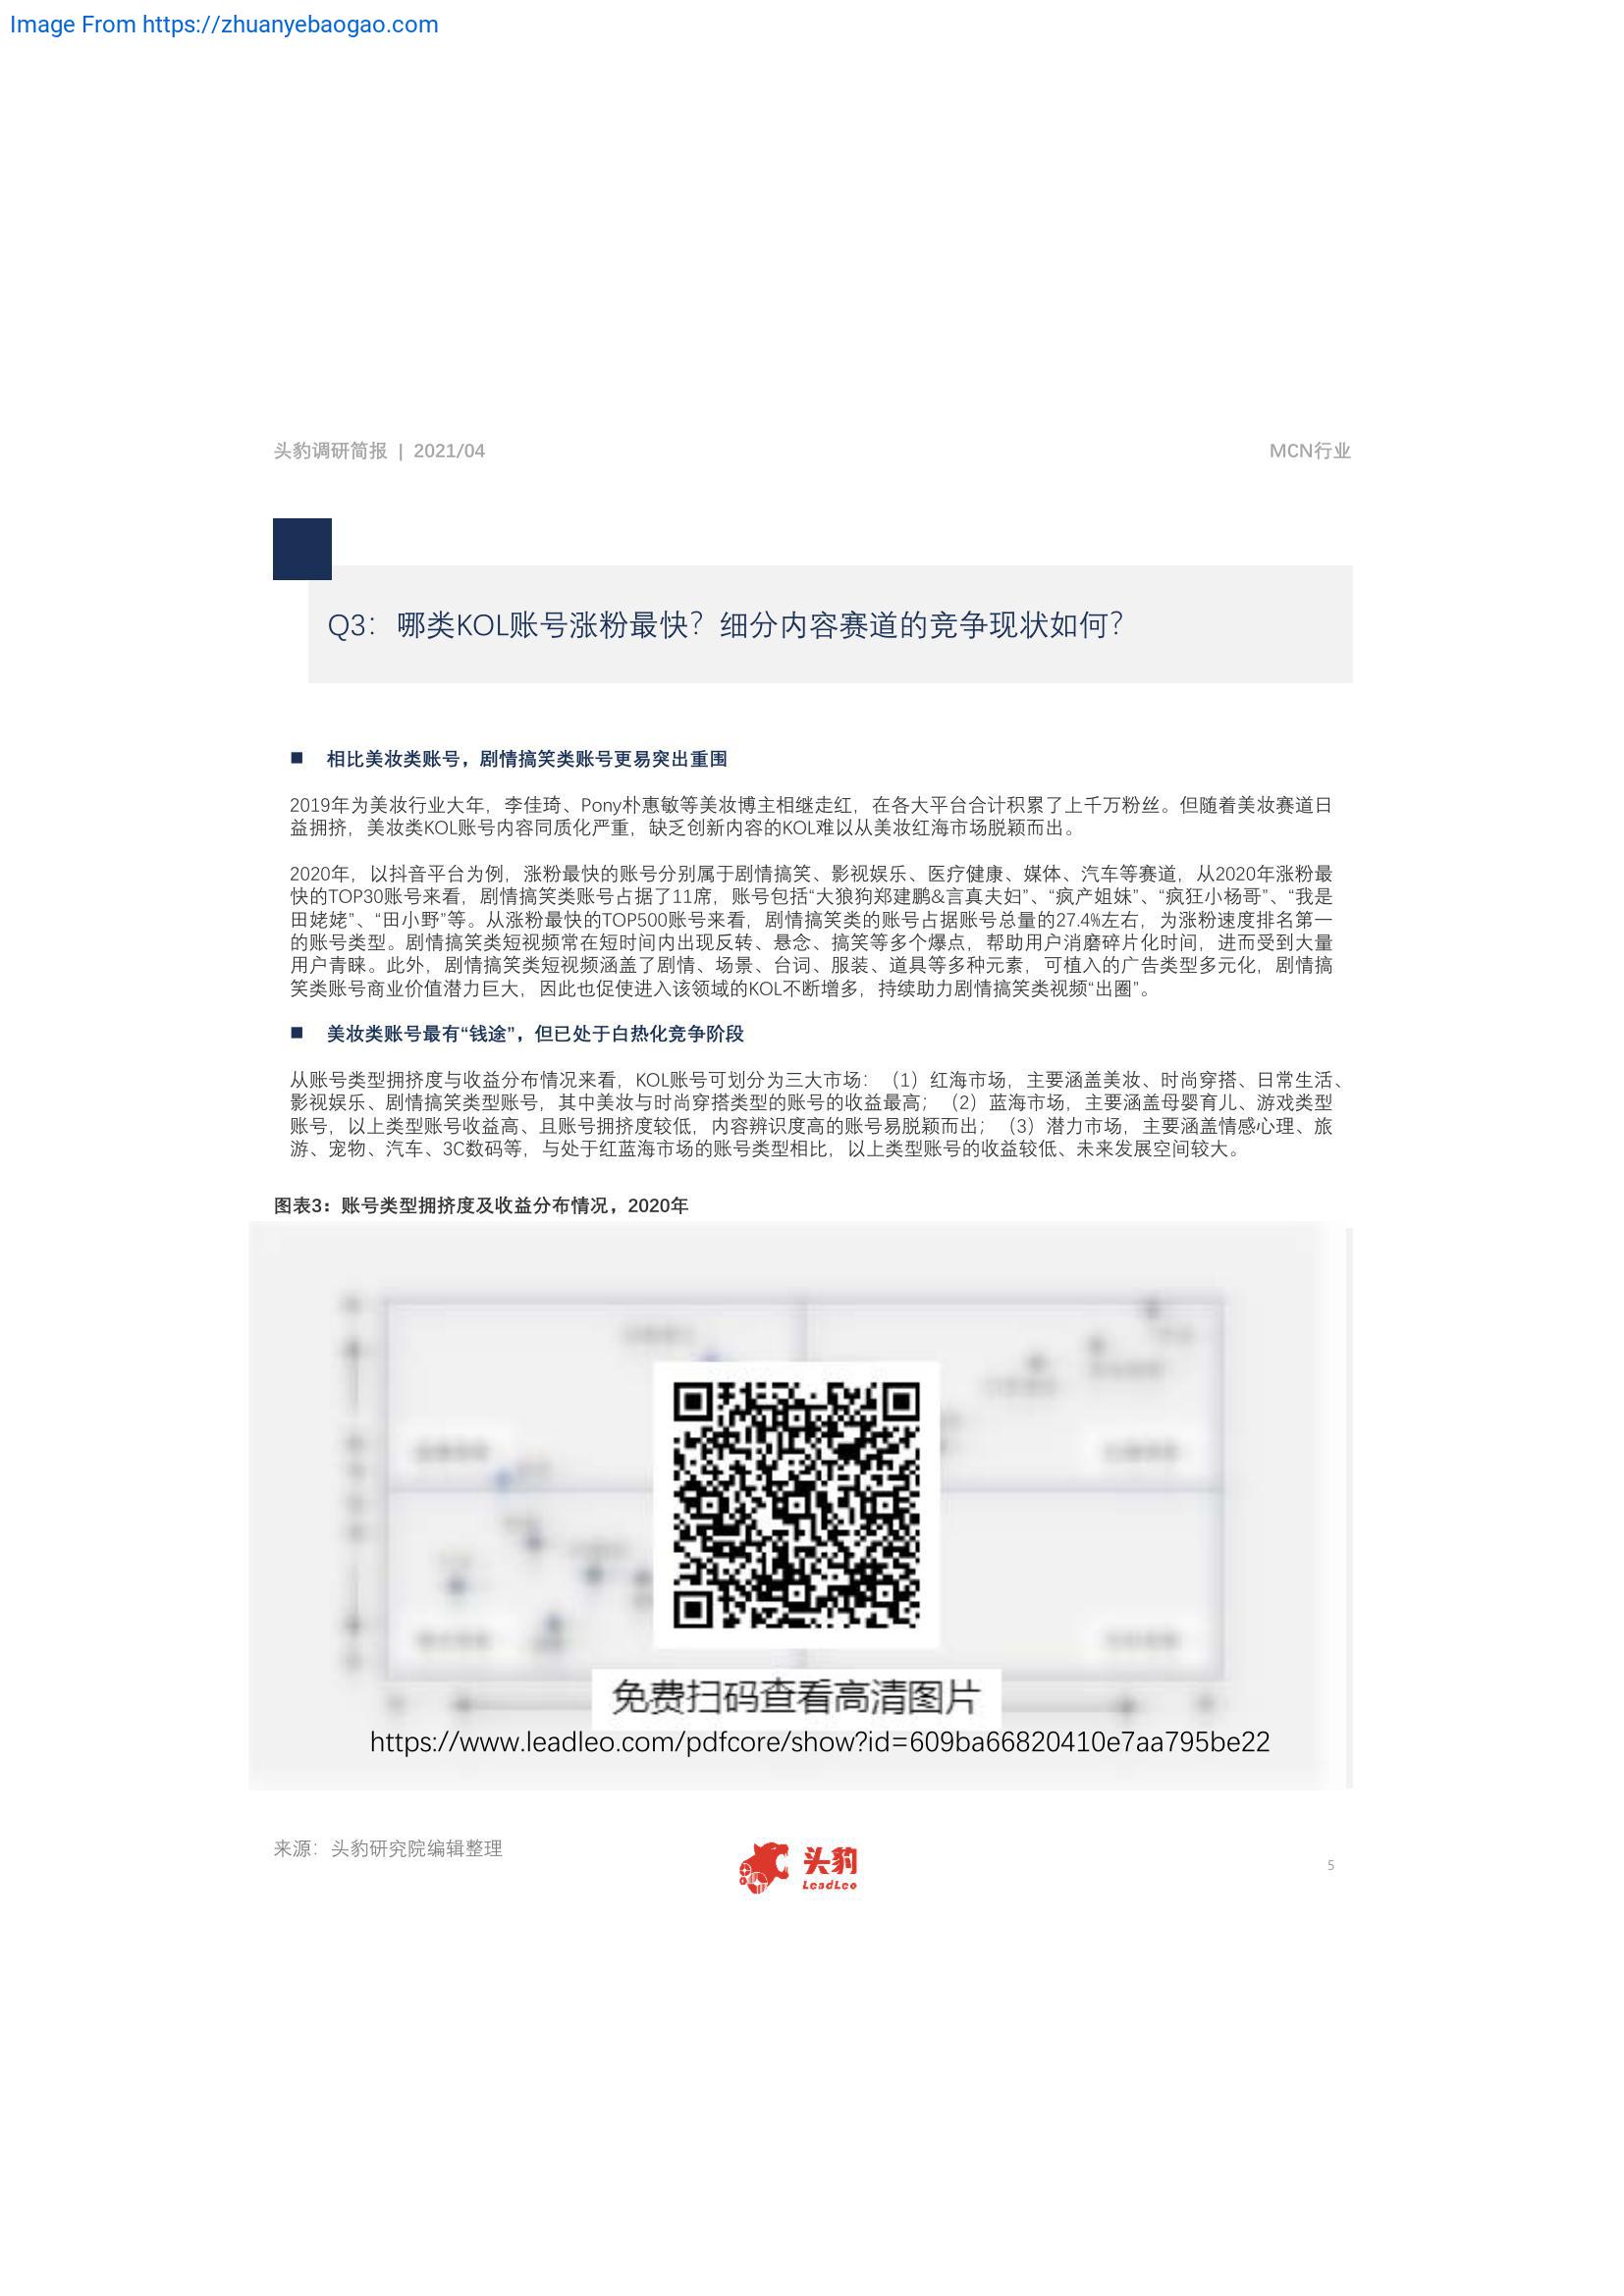 Image From https://zhuanyebaogao.com
头豹调研简报 | 2021/04
MCN行业
Q3：哪类KOL账号涨粉最快？细分内容赛道的竞争现状如何？
■ 相比美妆类账号，剧情搞笑类账号更易突出重围
2019年为美妆行业大年，李佳琦、Pony朴惠敏等美妆博主相继走红，在各大平台合计积累了上千万粉丝。但随着美妆赛道日
益拥挤，美妆类KOL账号内容同质化严重，缺乏创新内容的KOL难以从美妆红海市场脱颖而出。
2020年，以抖音平台为例，涨粉最快的账号分别属于剧情搞笑、影视娱乐、医疗健康、媒体、汽车等赛道，从2020年涨粉最
快的TOP30账号来看，剧情搞笑类账号占据了11席，账号包括“大狼狗郑建鹏&言真夫妇”、“疯产姐妹”、“疯狂小杨哥”、“我是
田姥姥”、“田小野”等。从涨粉最快的TOP500账号来看，剧情搞笑类的账号占据账号总量的27.4%左右，为涨粉速度排名第一
的账号类型。剧情搞笑类短视频常在短时间内出现反转、悬念、搞笑等多个爆点，帮助用户消磨碎片化时间，进而受到大量
用户青睐。此外，剧情搞笑类短视频涵盖了剧情、场景、台词、服装、道具等多种元素，可植入的广告类型多元化，剧情搞
笑类账号商业价值潜力巨大，因此也促使进入该领域的KOL不断增多，持续助力剧情搞笑类视频“出圈”。
■ 美妆类账号最有“钱途”，但已处于白热化竞争阶段
从账号类型拥挤度与收益分布情况来看，KOL账号可划分为三大市场：（1）红海市场，主要涵盖美妆、时尚穿搭、日常生活、
影视娱乐、剧情搞笑类型账号，其中美妆与时尚穿搭类型的账号的收益最高；（2）蓝海市场，主要涵盖母婴育儿、游戏类型
账号，以上类型账号收益高、且账号拥挤度较低，内容辨识度高的账号易脱颖而出；（3）潜力市场，主要涵盖情感心理、旅
游、宠物、汽车、3C数码等，与处于红蓝海市场的账号类型相比，以上类型账号的收益较低、未来发展空间较大。
图表3：账号类型拥挤度及收益分布情况，2020年
免费扫码查看高清图片
https://www.leadleo.com/pdfcore/show?id=609ba66820410e7aa795be22
来源：头豹研究院编辑整理
头豹
LeadLeo
5